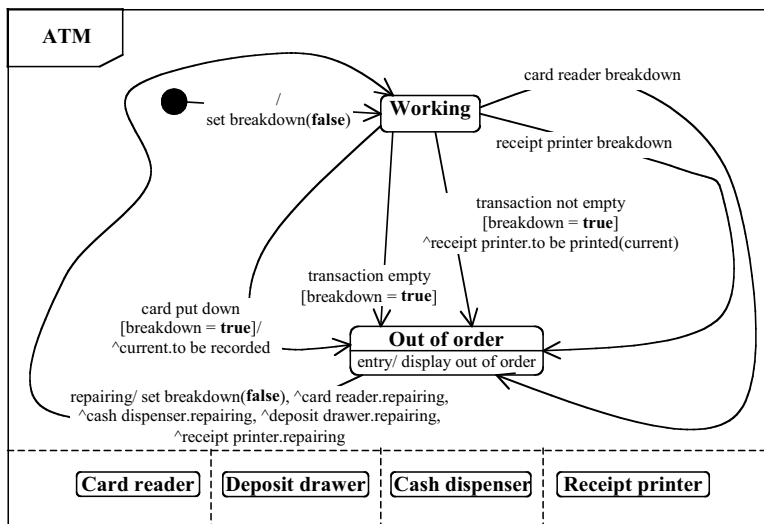 ATM
card reader breakdown
/
set breakdown(false)
Working
receipt printer breakdown
transaction not empty
[breakdown = true]
^receipt printer.to be printed(current)
transaction empty
[breakdown = true]
card put down
[breakdown = true]/
^current.to be recorded
Out of order
entry/ display out of order
repairing/ set breakdown(false), ^card reader.repairing,
^cash dispenser.repairing, ^deposit drawer.repairing,
^receipt printer.repairing
Card reader
Deposit drawer
Cash dispenser
Receipt printer